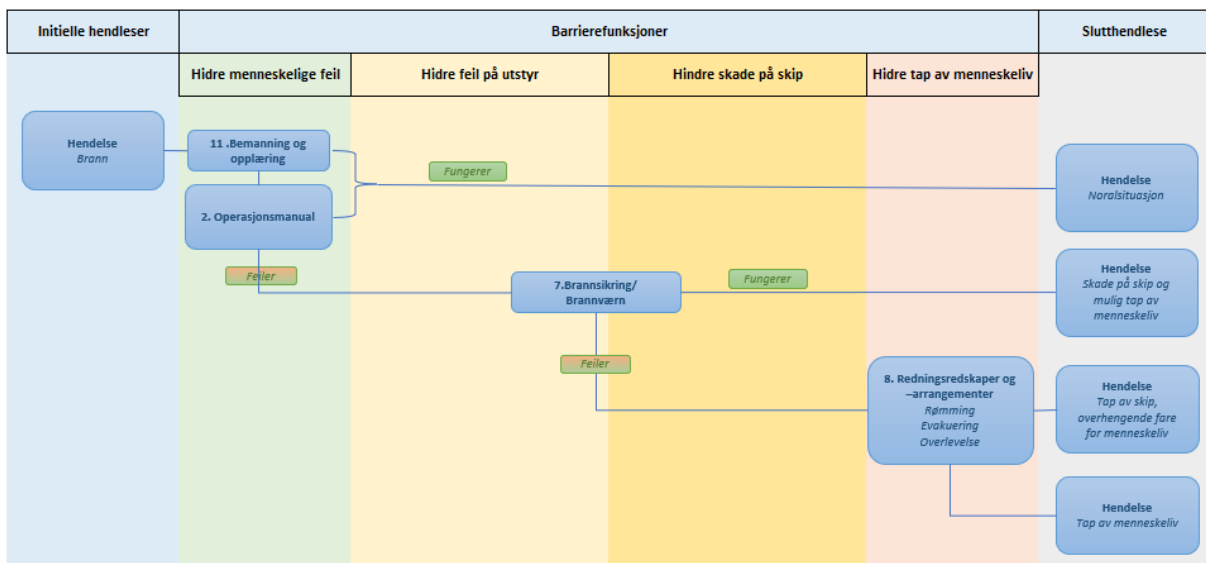 Initielle hendleser
Barrierefunksjoner
Slutthendlese
Hidre menneskelige feil
Hidre feil på utstyr
Hindre skade på skip
Hidre tap av menneskeliv
Hendelse
Brann
11 .Bemanning og
opplæring
2. Operasjonsmanual
Fungerer
Hendelse
Noralsituasjon
Feiler
7.Brannsikring/
Brannværn
Fungerer
Hendelse
Skade på skip og
mulig tap av
menneskeliv
Feiler
8. Redningsredskaper og
–arrangementer
Rømming
Evakuering
Overlevelse
Hendelse
Tap av skip,
overhengende fare
for menneskeliv
Hendelse
Tap av menneskeliv